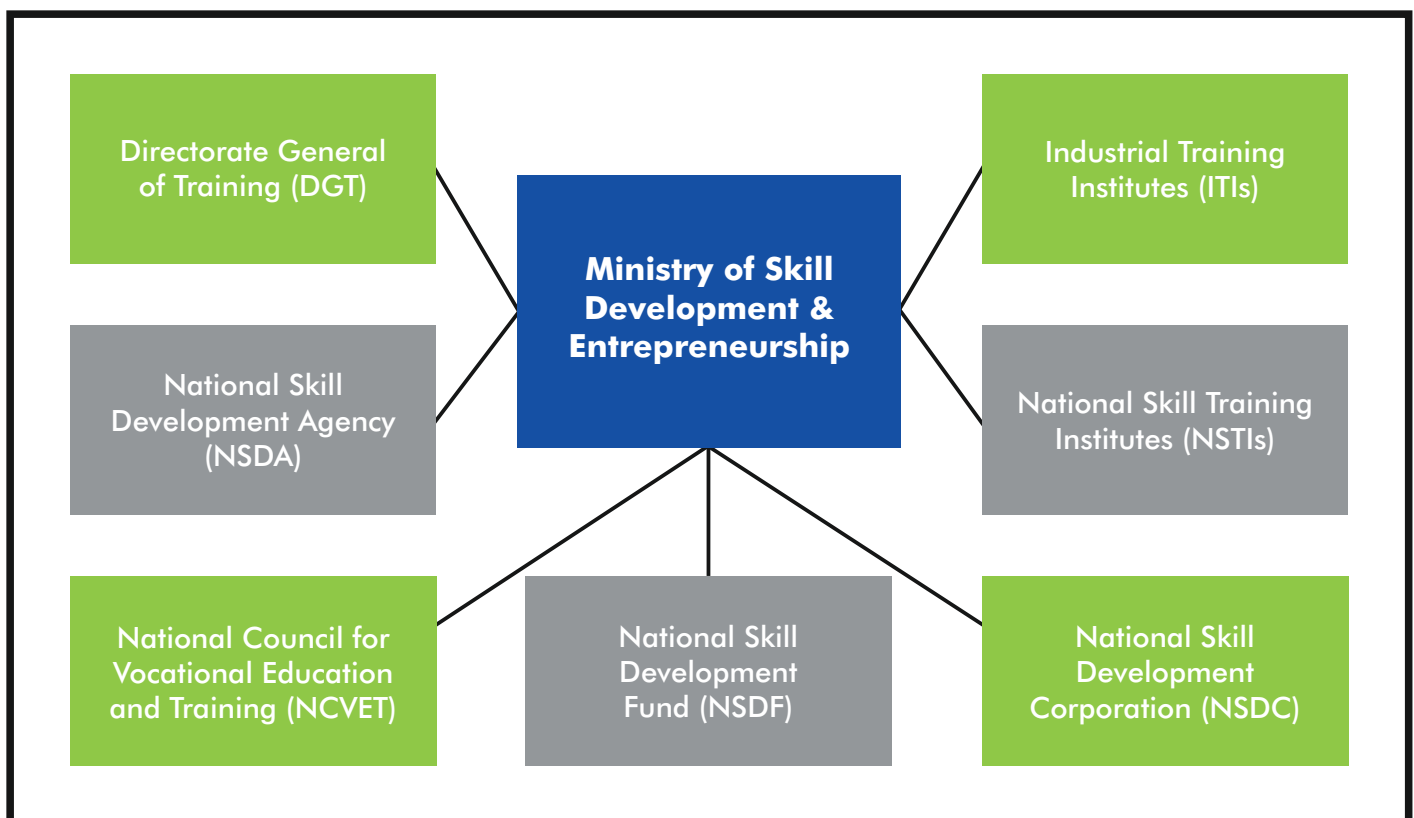 Directorate General
of Training (DGT)
Industrial Training
Institutes (ITIs)
Ministry of Skill
Development &
Entrepreneurship
National Skill
Development Agency
(NSDA)
National Skill Training
Institutes (NSTIs)
National Council for
Vocational Education
and Training (NCVET)
National Skill
Development
Fund (NSDF)
National Skill
Development
Corporation (NSDC)